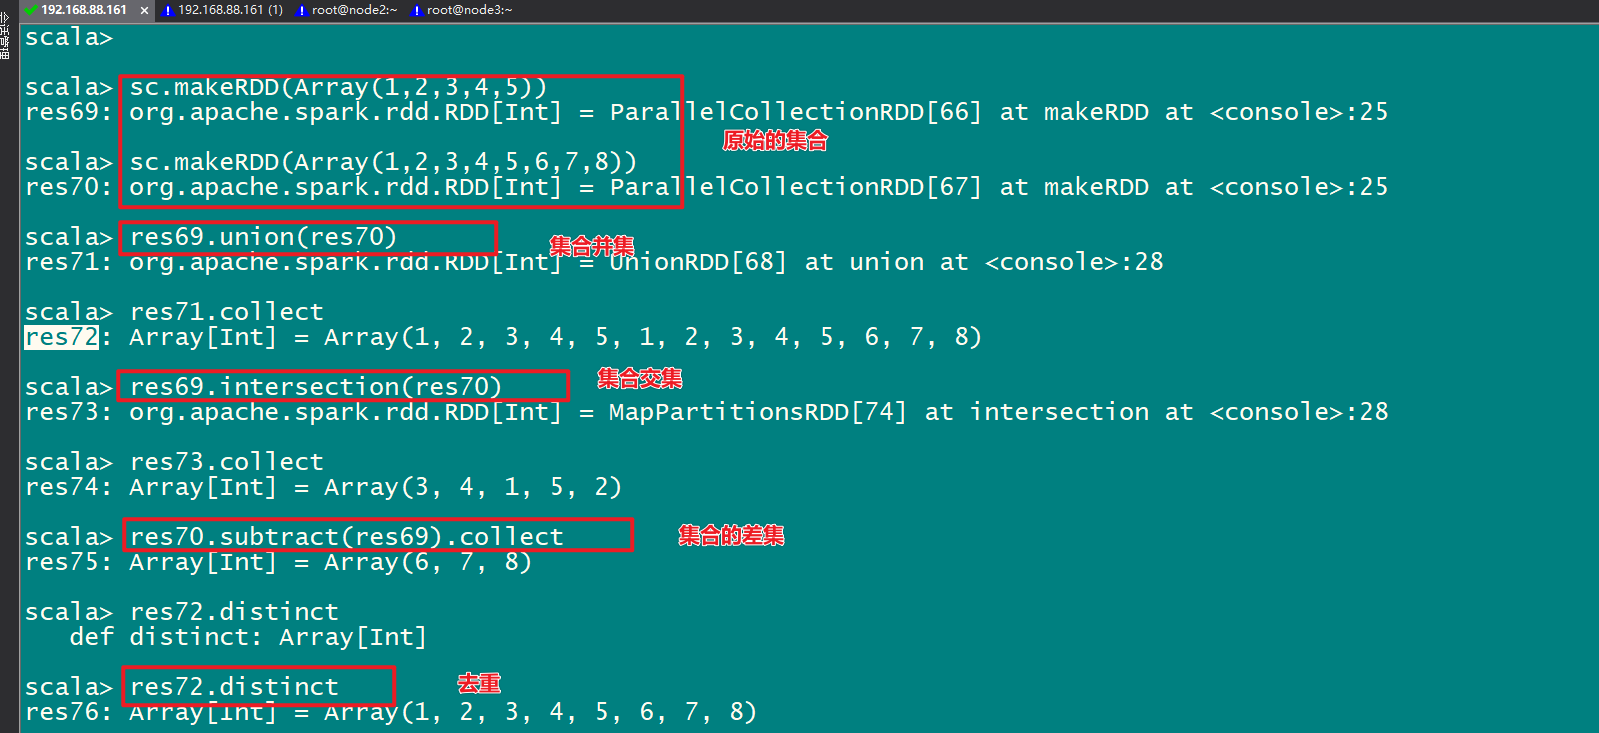 192.168.88.161 × 192.168.88.161 (1) root@node2:~ root@node3:~
会话管理
scala>
scala> sc.makeRDD(Array(1,2,3,4,5))
res69: org.apache.spark.rdd.RDD[Int] = ParallelCollectionRDD[66] at makeRDD at <console>:25
原始的集合
scala> sc.makeRDD(Array(1,2,3,4,5,6,7,8))
res70: org.apache.spark.rdd.RDD[Int] = ParallelCollectionRDD[67] at makeRDD at <console>:25
scala> res69.union(res70)
集合并集
res71: org.apache.spark.rdd.RDD[Int] = UnionRDD[68] at union at <console>:28
scala> res71.collect
res72: Array[Int] = Array(1, 2, 3, 4, 5, 1, 2, 3, 4, 5, 6, 7, 8)
scala> res69.intersection(res70)
集合交集
res73: org.apache.spark.rdd.RDD[Int] = MapPartitionsRDD[74] at intersection at <console>:28
scala> res73.collect
res74: Array[Int] = Array(3, 4, 1, 5, 2)
scala> res70.subtract(res69).collect
集合的差集
res75: Array[Int] = Array(6, 7, 8)
scala> res72.distinct
def distinct: Array[Int]
scala> res72.distinct
去重
res76: Array[Int] = Array(1, 2, 3, 4, 5, 6, 7, 8)